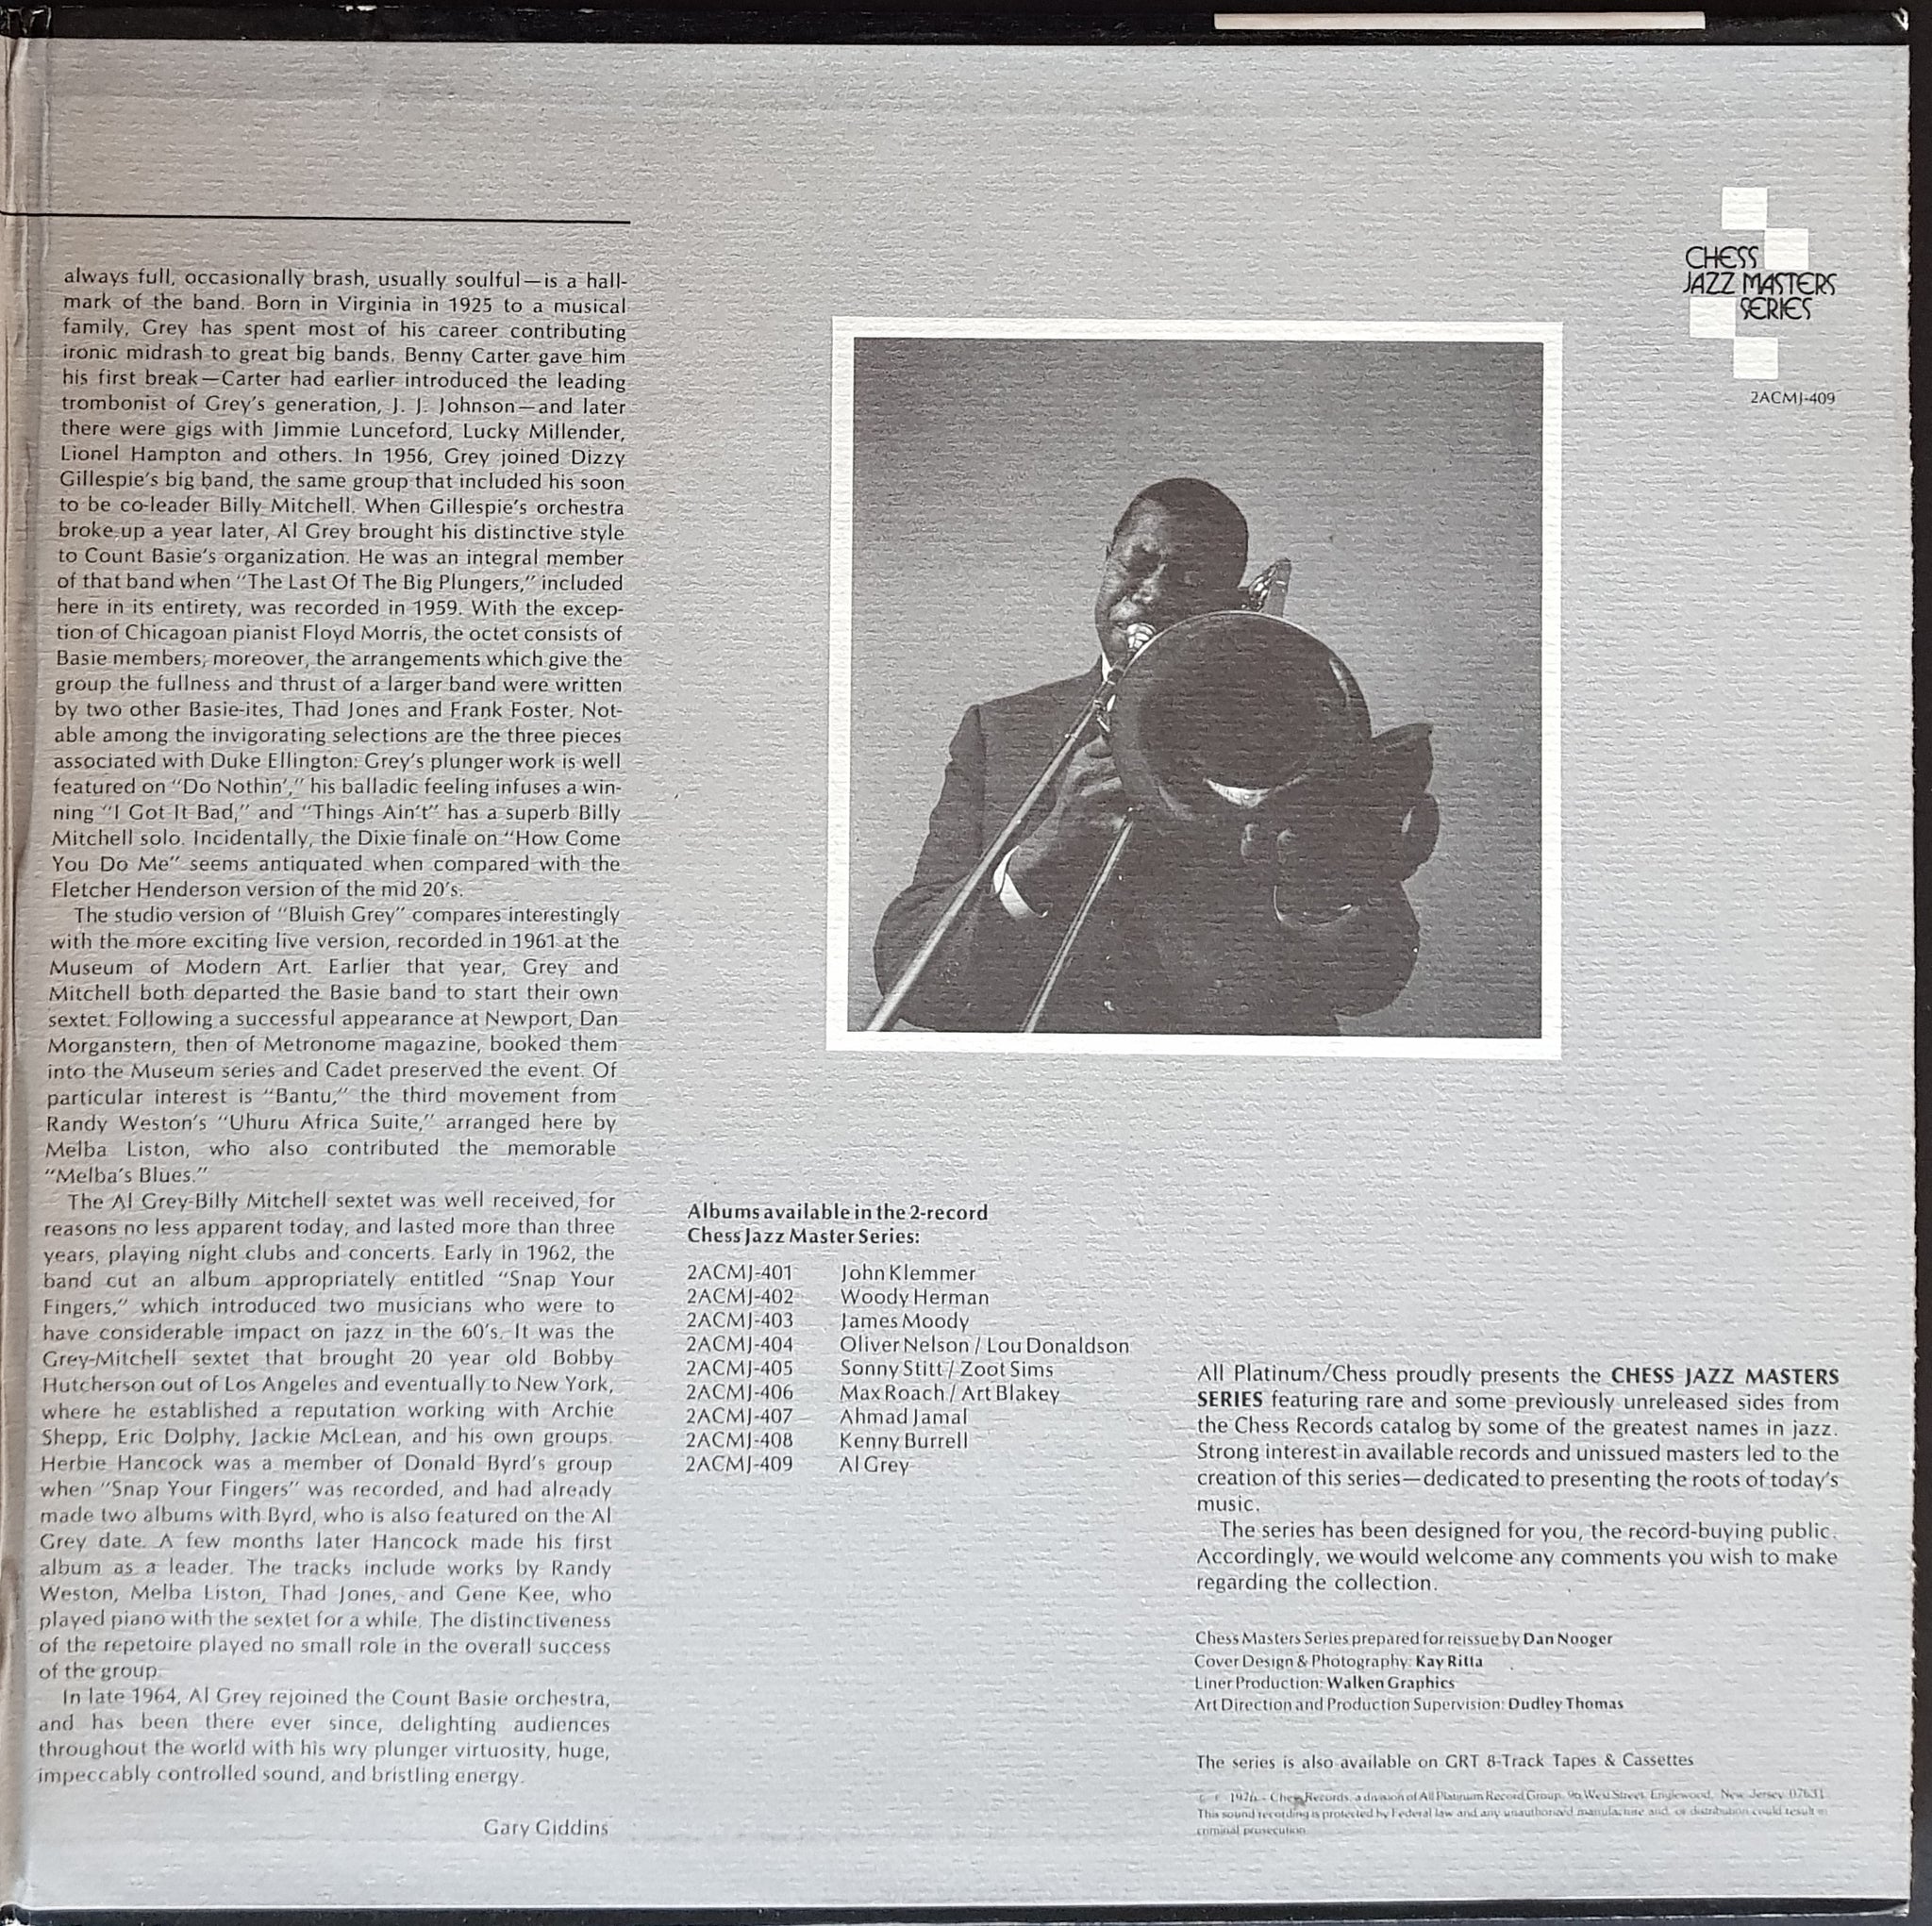 always full, occasionally brash, usually soulful—is a hall-
mark of the band. Born in Virginia in 1925 to a musical
family, Grey has spent most of his career contributing
ironic midrash to great big bands. Benny Carter gave him
his first break—Carter had earlier introduced the leading
trombonist of Grey's generation, J. J. Johnson—and later
there were gigs with Jimmie Lunceford, Lucky Millender,
Lionel Hampton and others. In 1956, Grey joined Dizzy
Gillespie's big band, the same group that included his soon
to be co-leader Billy Mitchell. When Gillespie's orchestra
broke up a year later, Al Grey brought his distinctive style
to Count Basie's organization. He was an integral member
of that band when "The Last Of The Big Plungers," included
here in its entirety, was recorded in 1959. With the excep-
tion of Chicagoan pianist Floyd Morris, the octet consists of
Basie members; moreover, the arrangements which give the
group the fullness and thrust of a larger band were written
by two other Basie-ites, Thad Jones and Frank Foster. Not-
able among the invigorating selections are the three pieces
associated with Duke Ellington: Grey's plunger work is well
featured on "Do Nothin'," his balladic feeling infuses a win-
ning "I Got It Bad," and "Things Ain't" has a superb Billy
Mitchell solo. Incidentally, the Dixie finale on "How Come
You Do Me" seems antiquated when compared with the
Fletcher Henderson version of the mid 20's.
The studio version of "Bluish Grey" compares interestingly
with the more exciting live version, recorded in 1961 at the
Museum of Modern Art. Earlier that year, Grey and
Mitchell both departed the Basie band to start their own
sextet. Following a successful appearance at Newport, Dan
Morganstern, then of Metronome magazine, booked them
into the Museum series and Cadet preserved the event. Of
particular interest is "Bantu," the third movement from
Randy Weston's "Uhuru Africa Suite," arranged here by
Melba Liston, who also contributed the memorable
"Melba's Blues."
The Al Grey-Billy Mitchell sextet was well received, for
reasons no less apparent today, and lasted more than three
years, playing night clubs and concerts. Early in 1962, the
band cut an album appropriately entitled "Snap Your
Fingers," which introduced two musicians who were to
have considerable impact on jazz in the 60's. It was the
Grey-Mitchell sextet that brought 20 year old Bobby
Hutcherson out of Los Angeles and eventually to New York,
where he established a reputation working with Archie
Shepp, Eric Dolphy, Jackie McLean, and his own groups.
Herbie Hancock was a member of Donald Byrd's group
when "Snap Your Fingers" was recorded, and had already
made two albums with Byrd, who is also featured on the Al
Grey date. A few months later Hancock made his first
album as a leader. The tracks include works by Randy
Weston, Melba Liston, Thad Jones, and Gene Kee, who
played piano with the sextet for a while. The distinctiveness
of the repetoire played no small role in the overall success
of the group.
In late 1964, Al Grey rejoined the Count Basie orchestra,
and has been there ever since, delighting audiences
throughout the world with his wry plunger virtuosity, huge,
impeccably controlled sound, and bristling energy.
Gary Giddins
CHESS
JAZZ MASTERS
SERIES
2ACMJ-409
Albums available in the 2-record
Chess Jazz Master Series:
2ACMJ-401 John Klemmer
2ACMJ-402 Woody Herman
2ACMJ-403 James Moody
2ACMJ-404 Oliver Nelson / Lou Donaldson
2ACMJ-405 Sonny Stitt / Zoot Sims
2ACMJ-406 Max Roach / Art Blakey
2ACMJ-407 Ahmad Jamal
2ACMJ-408 Kenny Burrell
2ACMJ-409 Al Grey
All Platinum/Chess proudly presents the CHESS JAZZ MASTERS
SERIES featuring rare and some previously unreleased sides from
the Chess Records catalog by some of the greatest names in jazz.
Strong interest in available records and unissued masters led to the
creation of this series—dedicated to presenting the roots of today's
music.
The series has been designed for you, the record-buying public.
Accordingly, we would welcome any comments you wish to make
regarding the collection.
Chess Masters Series prepared for reissue by Dan Nooger
Cover Design & Photography: Kay Ritta
Liner Production: Walken Graphics
Art Direction and Production Supervision: Dudley Thomas
The series is also available on GRT 8-Track Tapes & Cassettes
1976 - Chess Records, a division of All Platinum Record Group, 96 West Street, Englewood, New Jersey 07631
This sound recording is protected by Federal law and any unauthorized manufacture and, or distribution could result in
criminal prosecution.